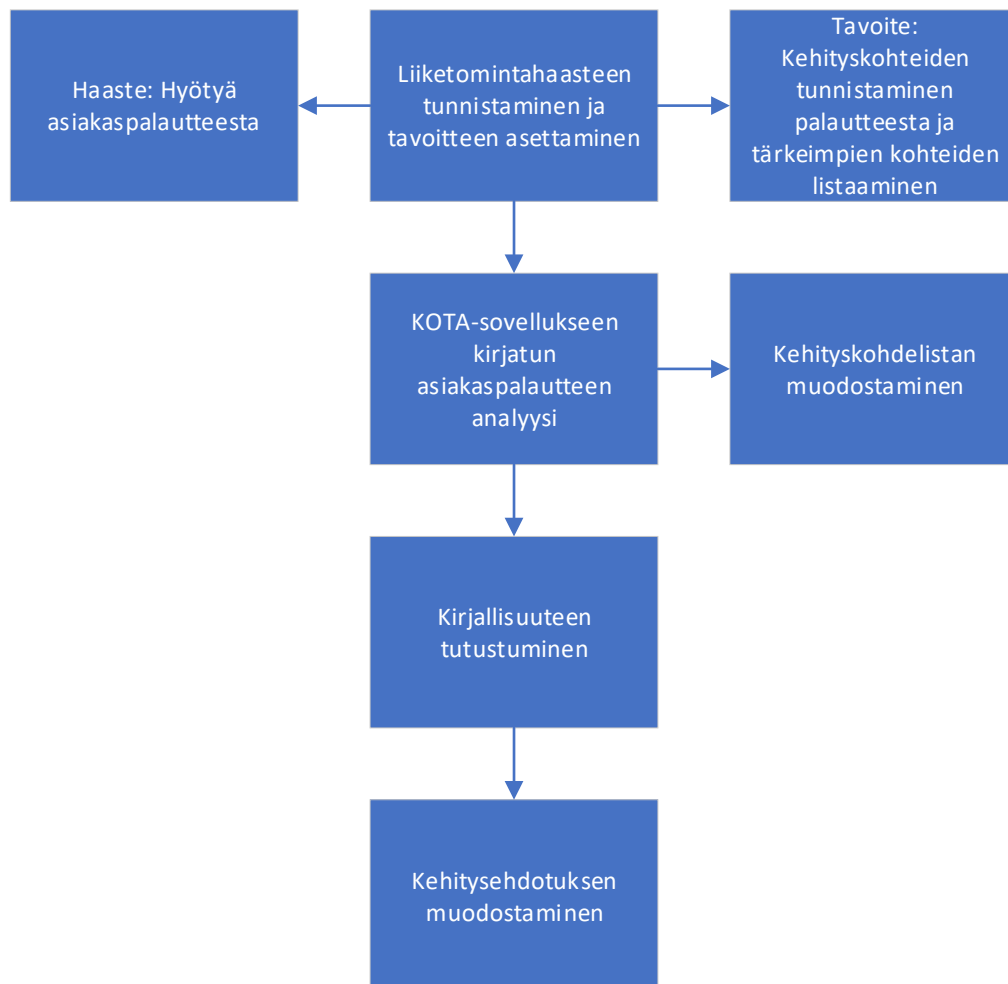 Haaste: Hyötyä
asiakaspalautteesta
Liiketomintahaasteen
tunnistaminen ja
tavoitteen asettaminen
Tavoite:
Kehityskohteiden
tunnistaminen
palautteesta ja
tärkeimpien kohteiden
listaaminen
KOTA-sovellukseen
kirjatun
asiakaspalautteen
analyysi
Kehityskohdelistan
muodostaminen
Kirjallisuuteen
tutustuminen
Kehitysehdotuksen
muodostaminen